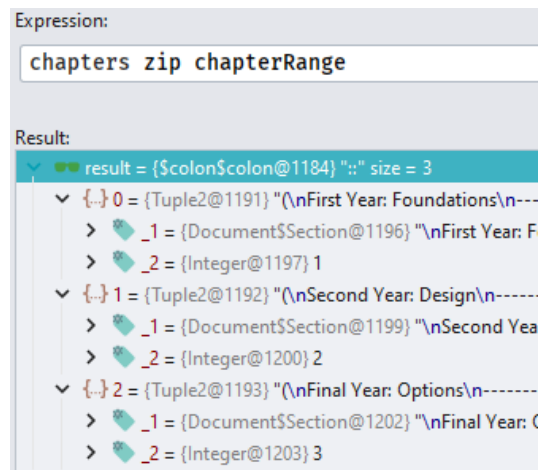 Expression:
chapters zip chapterRange
Result:
result = {$colon$colon@1184} "::" size = 3
{...} 0 = {Tuple2@1191} "(\nFirst Year: Foundations\n---
_1 = {Document$Section@1196} "\nFirst Year: F
_2 = {Integer@1197} 1
{...} 1 = {Tuple2@1192} "(\nSecond Year: Design\n-----
_1 = {Document$Section@1199} "\nSecond Yea
_2 = {Integer@1200} 2
{...} 2 = {Tuple2@1193} "(\nFinal Year: Options\n-------
_1 = {Document$Section@1202} "\nFinal Year: O
_2 = {Integer@1203} 3